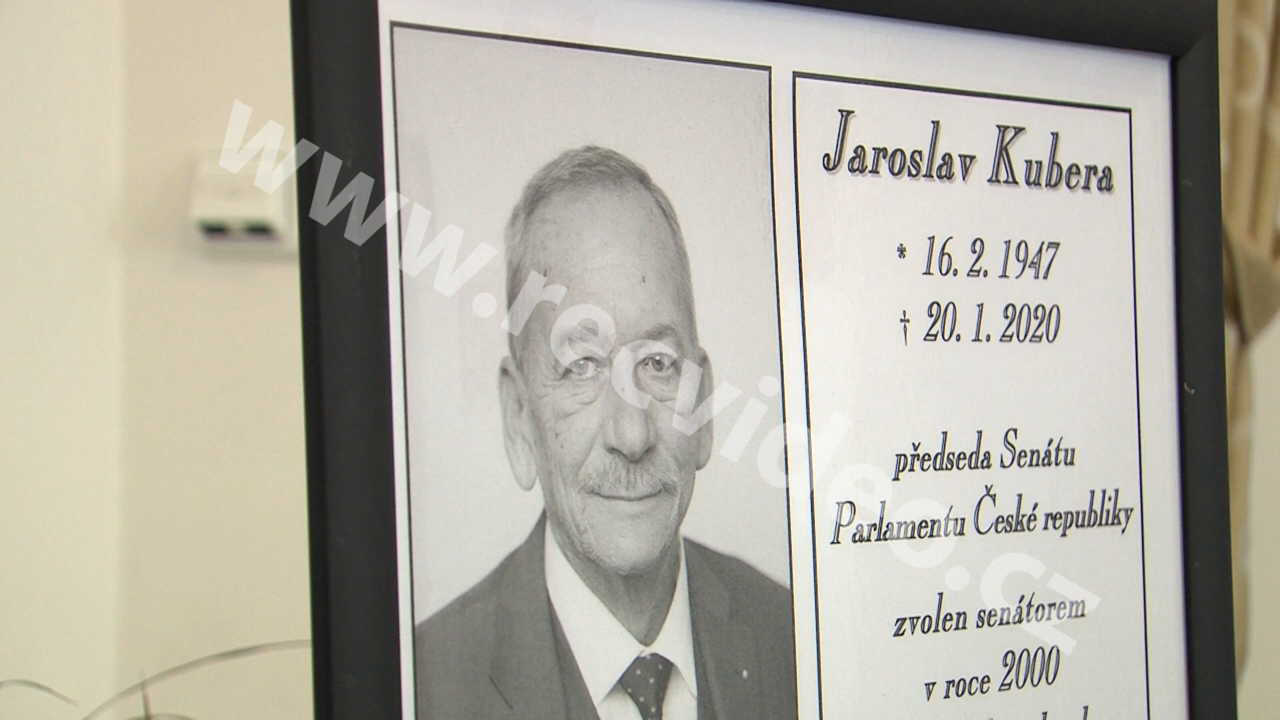 Jaroslav Kubera
* 16. 2. 1947
† 20. 1. 2020
předseda Senátu
Parlamentu České republiky
zvolen senátorem
v roce 2000
www.recvideo.cz